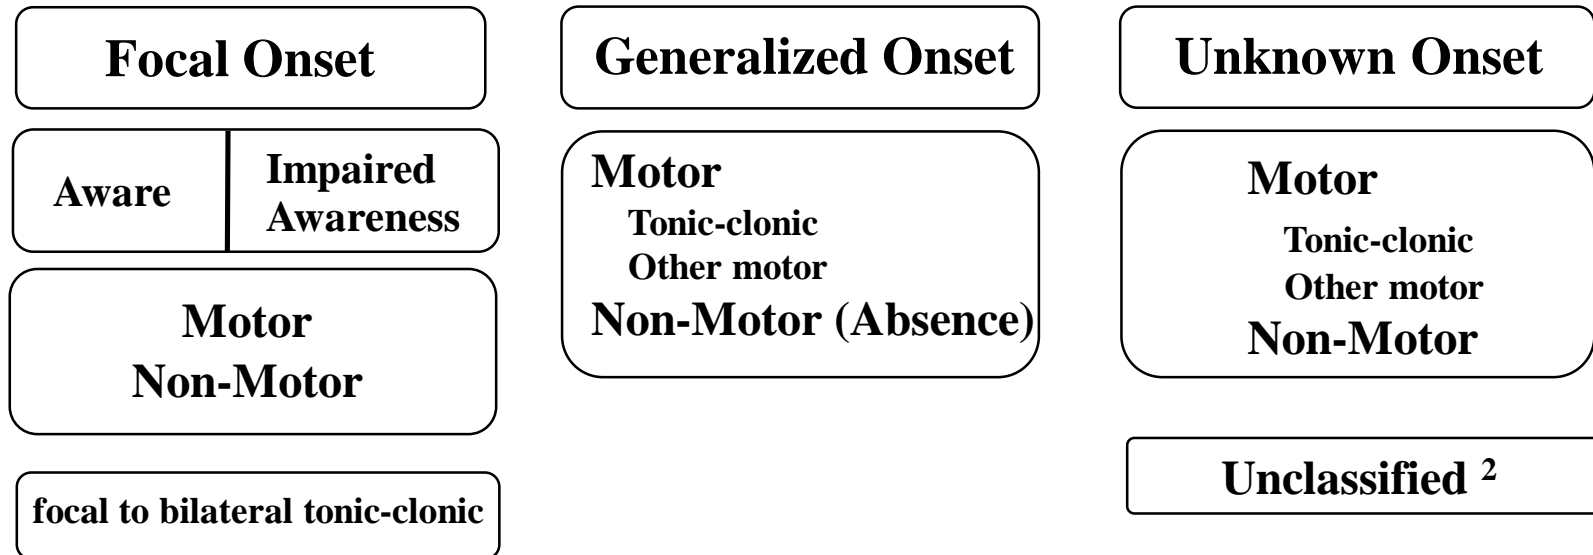 Focal Onset
Aware
Impaired
Awareness
Motor
Non-Motor
focal to bilateral tonic-clonic
Generalized Onset
Motor
Tonic-clonic
Other motor
Non-Motor (Absence)
Unknown Onset
Motor
Tonic-clonic
Other motor
Non-Motor
Unclassified ²